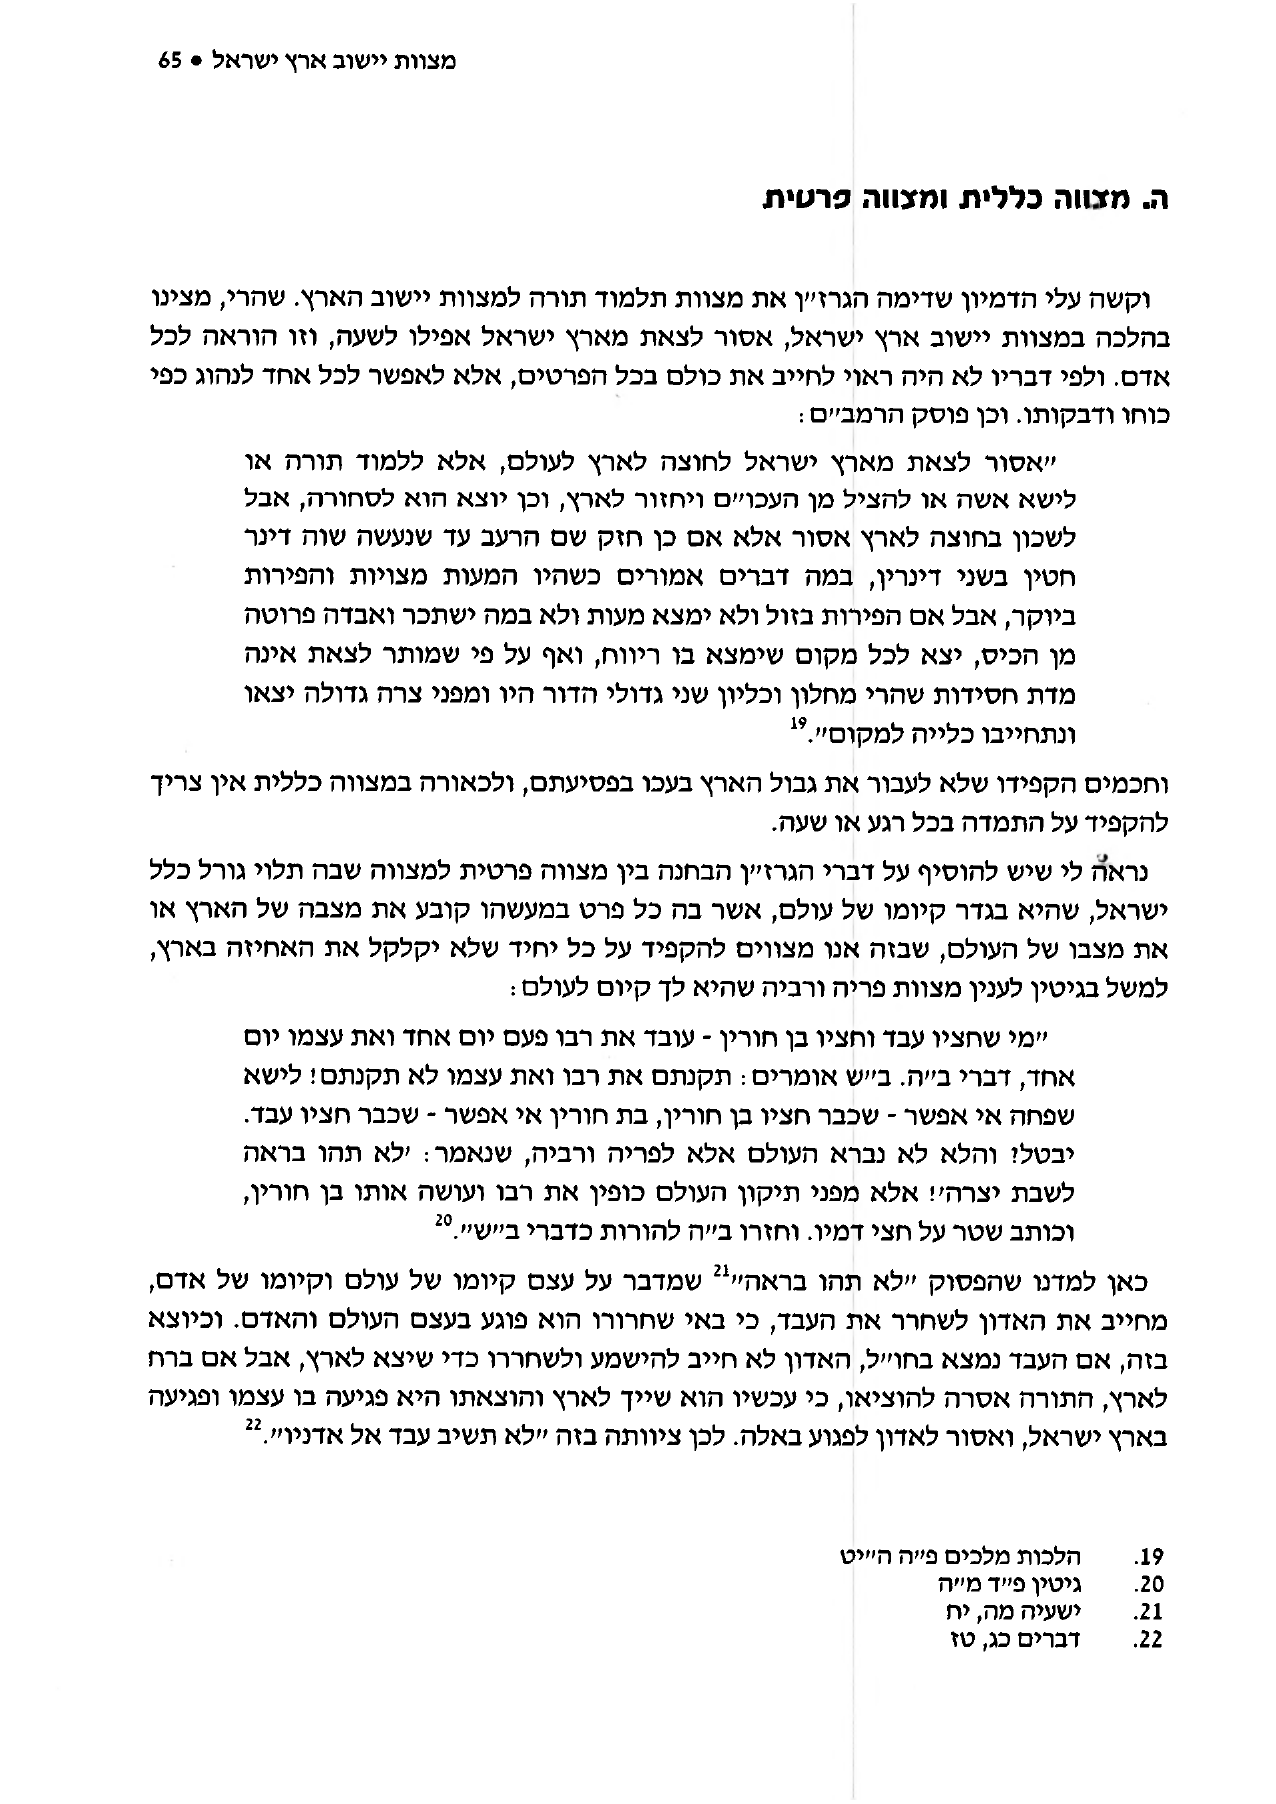 מצוות יישוב ארץ ישראל • 65
ה. מצווה כללית ומצווה פרטית
וקשה עלי הדמיון שדימה הגרז״ן את מצוות תלמוד תורה למצוות יישוב הארץ. שהרי, מצינו
בהלכה במצוות יישוב ארץ ישראל, אסור לצאת מארץ ישראל אפילו לשעה, וזו הוראה לכל
אדם. ולפי דבריו לא היה ראוי לחייב את כולם בכל הפרטים, אלא לאפשר לכל אחד לנהוג כפי
כוחו ודבקותו. וכן פוסק הרמב״ם:
״אסור לצאת מארץ ישראל לחוצה לארץ לעולם, אלא ללמוד תורה או
לישא אשה או להציל מן העכו״ם ויחזור לארץ, וכן יוצא הוא לסחורה, אבל
לשכון בחוצה לארץ אסור אלא אם כן חזק שם הרעב עד שנעשה שוה דינר
חטין בשני דינרין, במה דברים אמורים כשהיו המעות מצויות והפירות
ביוקר, אבל אם הפירות בזול ולא ימצא מעות ולא במה ישתכר ואבדה פרוטה
מן הכיס, יצא לכל מקום שימצא בו ריווח, ואף על פי שמותר לצאת אינה
מדת חסידות שהרי מחלון וכליון שני גדולי הדור היו ומפני צרה גדולה יצאו
ונתחייבו כלייה למקום״.19
וחכמים הקפידו שלא לעבור את גבול הארץ בעכו בפסיעתם, ולכאורה במצווה כללית אין צריך
להקפיד על התמדה בכל רגע או שעה.
נראה לי שיש להוסיף על דברי הגרז״ן הבחנה בין מצווה פרטית למצווה שבה תלוי גורל כלל
ישראל, שהיא בגדר קיומו של עולם, אשר בה כל פרט במעשהו קובע את מצבה של הארץ או
את מצבו של העולם, שבזה אנו מצווים להקפיד על כל יחיד שלא יקלקל את האחיזה בארץ,
למשל בגיטין לענין מצוות פריה ורביה שהיא לך קיום לעולם:
״מי שחציו עבד וחציו בן חורין - עובד את רבו פעם יום אחד ואת עצמו יום
אחד, דברי ב״ה. ב״ש אומרים: תקנתם את רבו ואת עצמו לא תקנתם! לישא
שפחה אי אפשר - שכבר חציו בן חורין, בת חורין אי אפשר - שכבר חציו עבד.
יבטל? והלא לא נברא העולם אלא לפריה ורביה, שנאמר: ׳לא תהו בראה
לשבת יצרה׳! אלא מפני תיקון העולם כופין את רבו ועושה אותו בן חורין,
וכותב שטר על חצי דמיו. וחזרו ב״ה להורות כדברי ב״ש״.20
כאן למדנו שהפסוק ״לא תהו בראה״21 שמדבר על עצם קיומו של עולם וקיומו של אדם,
מחייב את האדון לשחרר את העבד, כי באי שחרורו הוא פוגע בעצם העולם והאדם. וכיוצא
בזה, אם העבד נמצא בחו״ל, האדון לא חייב להישמע ולשחררו כדי שיצא לארץ, אבל אם ברח
לארץ, התורה אסרה להוציאו, כי עכשיו הוא שייך לארץ והוצאתו היא פגיעה בו עצמו ופגיעה
בארץ ישראל, ואסור לאדון לפגוע באלה. לכן ציוותה בזה ״לא תשיב עבד אל אדניו״.22
19. הלכות מלכים פ״ה ה״יט
20. גיטין פ״ד מ״ה
21. ישעיה מה, יח
22. דברים כג, טז